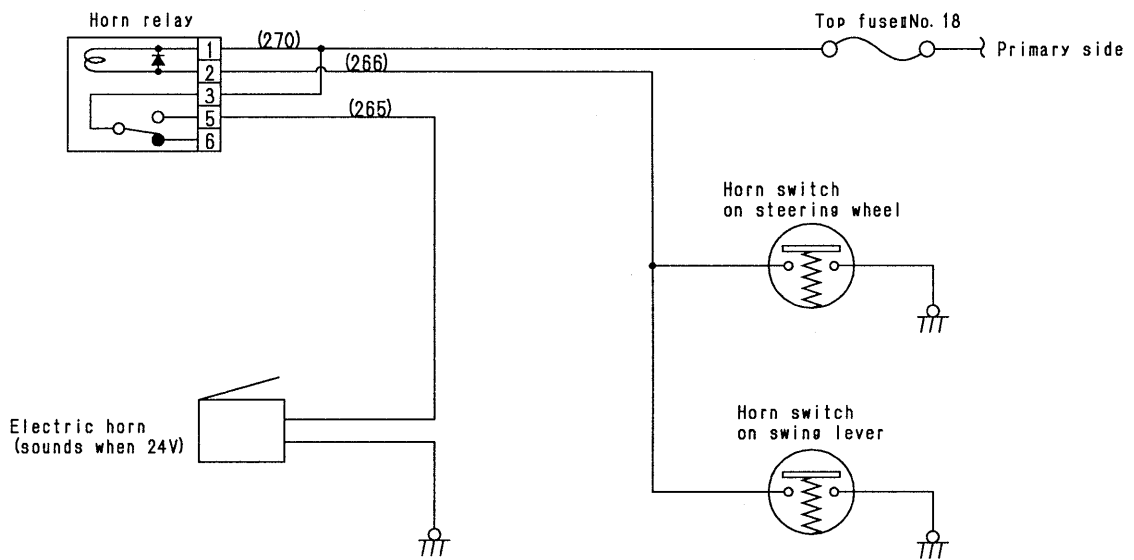 Horn relay
Top fuse No. 18
1
(270)
Primary side
2
(266)
3
5
(265)
6
Horn switch
on steering wheel
Horn switch
on swing lever
Electric horn
(sounds when 24V)